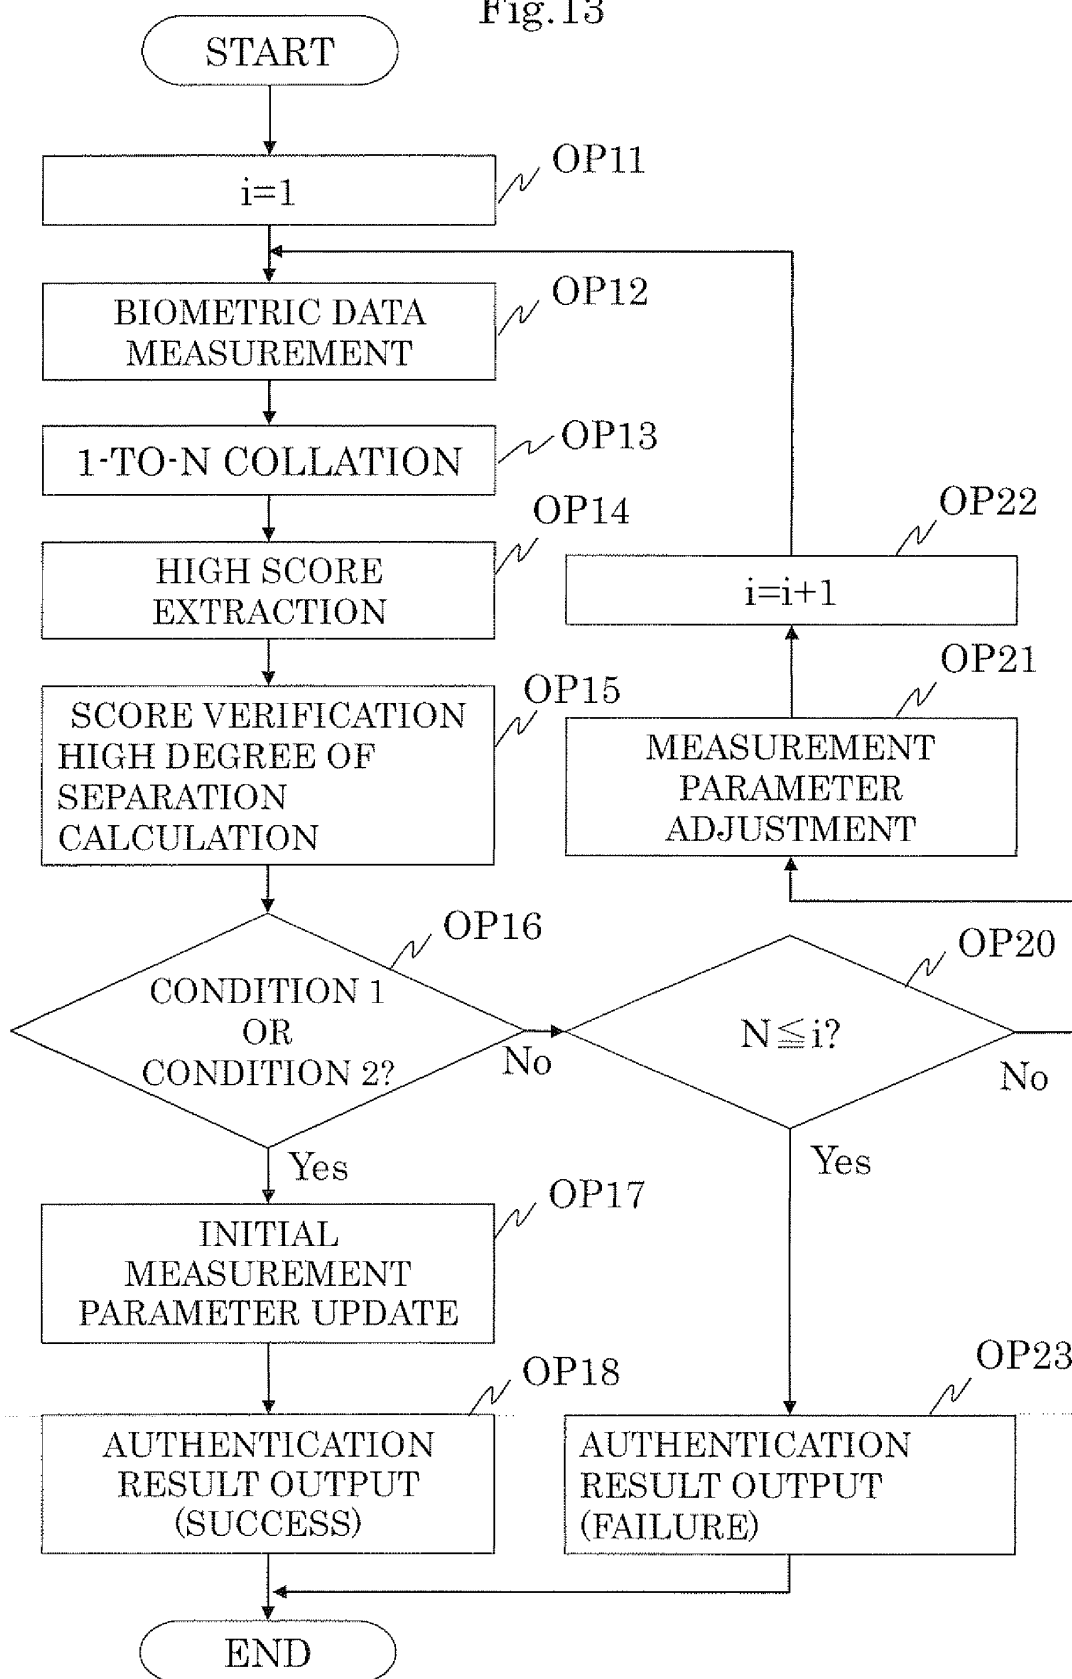 Fig.13
START
OP11
i=1
OP12
BIOMETRIC DATA
MEASUREMENT
OP13
1-TO-N COLLATION
OP14
HIGH SCORE
EXTRACTION
OP15
SCORE VERIFICATION
HIGH DEGREE OF
SEPARATION
CALCULATION
OP16
CONDITION 1
OR
CONDITION 2?
No
Yes
OP17
INITIAL
MEASUREMENT
PARAMETER UPDATE
OP18
AUTHENTICATION
RESULT OUTPUT
(SUCCESS)
OP22
i=i+1
OP21
MEASUREMENT
PARAMETER
ADJUSTMENT
OP20
N≦i?
No
Yes
OP23
AUTHENTICATION
RESULT OUTPUT
(FAILURE)
END